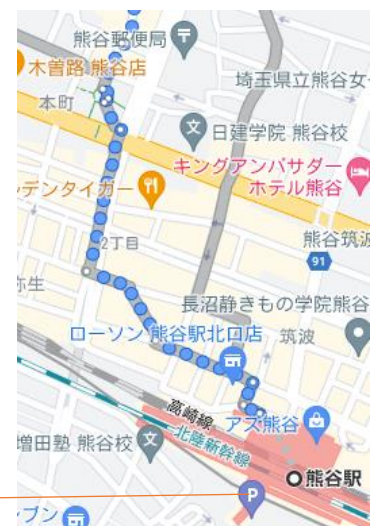 熊谷郵便局
木曽路 熊谷店
埼玉県立熊谷女
本町
日建学院 熊谷校
キングアンバサダー
ホテル熊谷
デンタイガー
2丁目
熊谷筑波
91
弥生
長沼静きもの学院熊谷
ローソン 熊谷駅北口店
筑波
高崎線
アズ熊谷
北陸新幹線
増田塾 熊谷校
熊谷駅
P
ブン